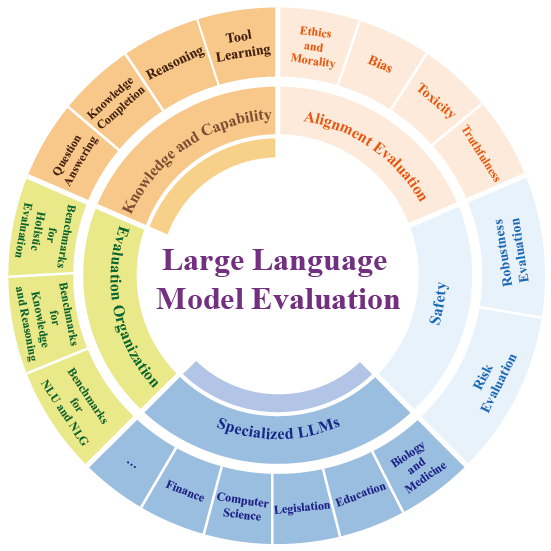 Large Language
Model Evaluation
Knowledge and Capability
Question
Answering
Knowledge
Completion
Reasoning
Tool
Learning
Alignment Evaluation
Ethics
and
Morality
Bias
Toxicity
Truthfulness
Safety
Robustness
Evaluation
Risk
Evaluation
Specialized LLMs
Biology
and
Medicine
Education
Legislation
Computer
Science
Finance
...
Evaluation Organization
Benchmarks
for
NLU and NLG
Benchmarks
for
Knowledge
and Reasoning
Benchmarks
for
Holistic
Evaluation